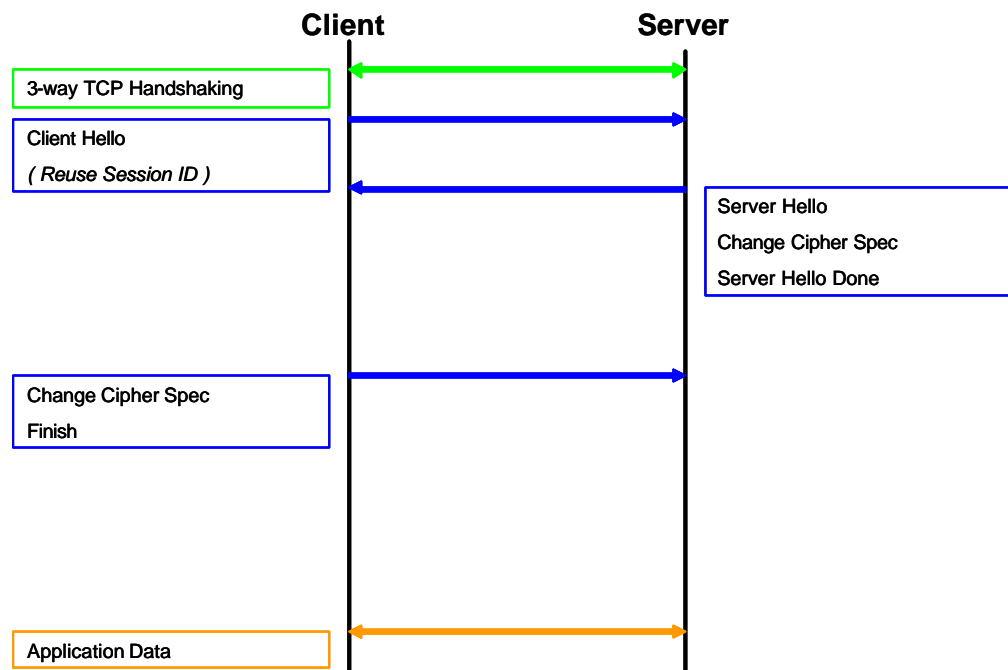 Client
Server
3-way TCP Handshaking
Client Hello
( Reuse Session ID )
Server Hello
Change Cipher Spec
Server Hello Done
Change Cipher Spec
Finish
Application Data